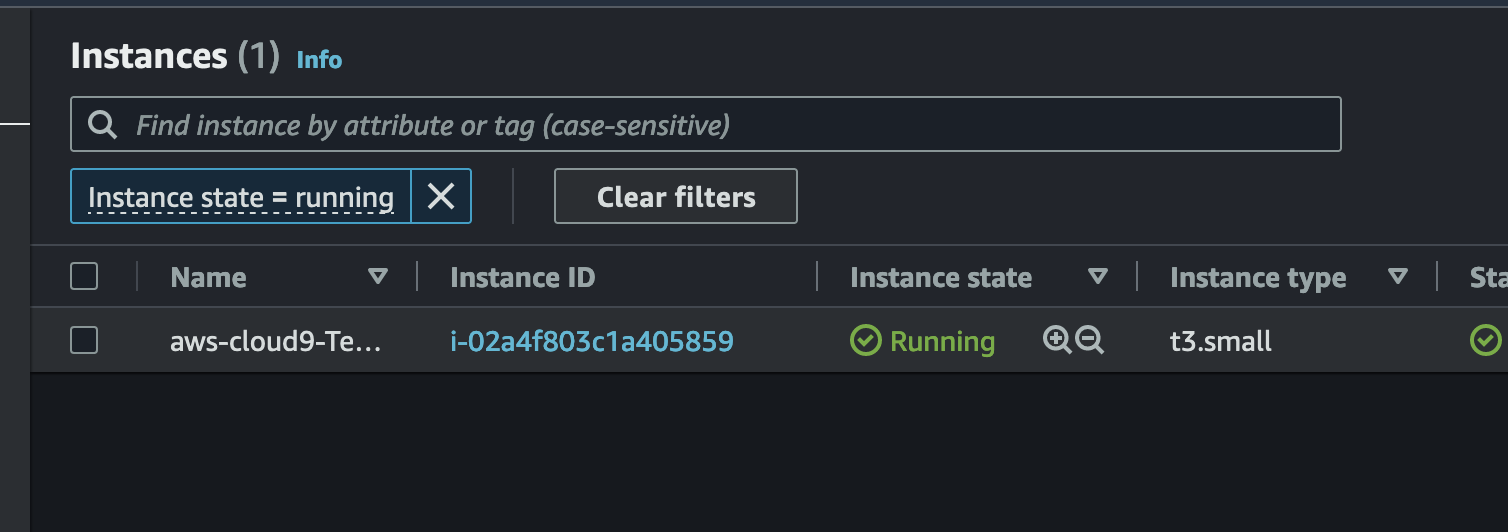 Instances (1) Info
Find instance by attribute or tag (case-sensitive)
Instance state = running
Clear filters
Name Instance ID Instance state Instance type Sta
aws-cloud9-Te... i-02a4f803c1a405859 Running t3.small